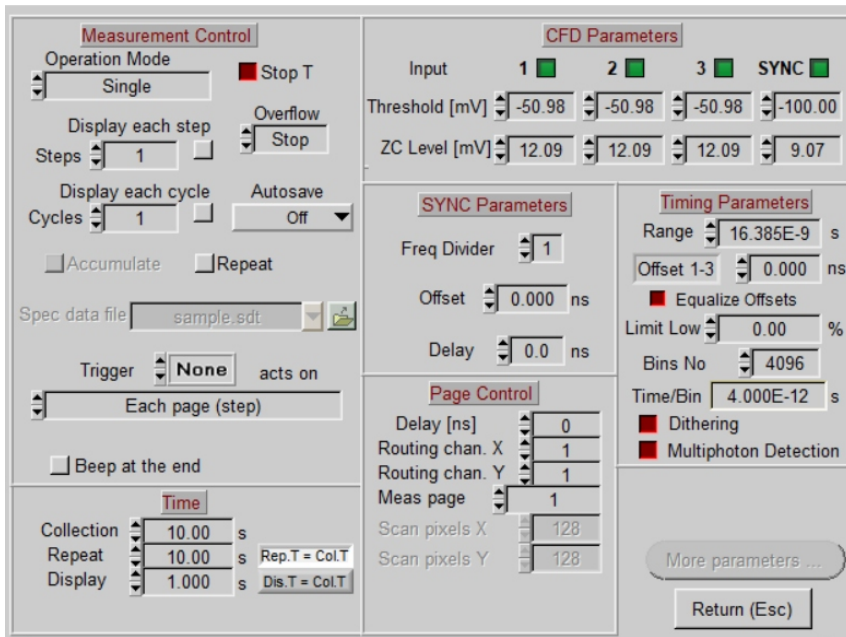 Measurement Control
Operation Mode
Single
Stop T
Overflow
Stop
Display each step
Steps 1
Display each cycle
Cycles 1
Autosave
Off
Accumulate
Repeat
Spec data file sample.sdt
Trigger None acts on
Each page (step)
Beep at the end
Time
Collection 10.00 s
Repeat 10.00 s Rep.T = Col.T
Display 1.000 s Dis.T = Col.T
CFD Parameters
Input 1 2 3 SYNC
Threshold [mV] -50.98 -50.98 -50.98 -100.00
ZC Level [mV] 12.09 12.09 12.09 9.07
SYNC Parameters
Freq Divider 1
Offset 0.000 ns
Delay 0.0 ns
Page Control
Delay [ns] 0
Routing chan. X 1
Routing chan. Y 1
Meas page 1
Scan pixels X 128
Scan pixels Y 128
Timing Parameters
Range 16.385E-9 s
Offset 1-3 0.000 ns
Equalize Offsets
Limit Low 0.00 %
Bins No 4096
Time/Bin 4.000E-12 s
Dithering
Multiphoton Detection
More parameters ...
Return (Esc)